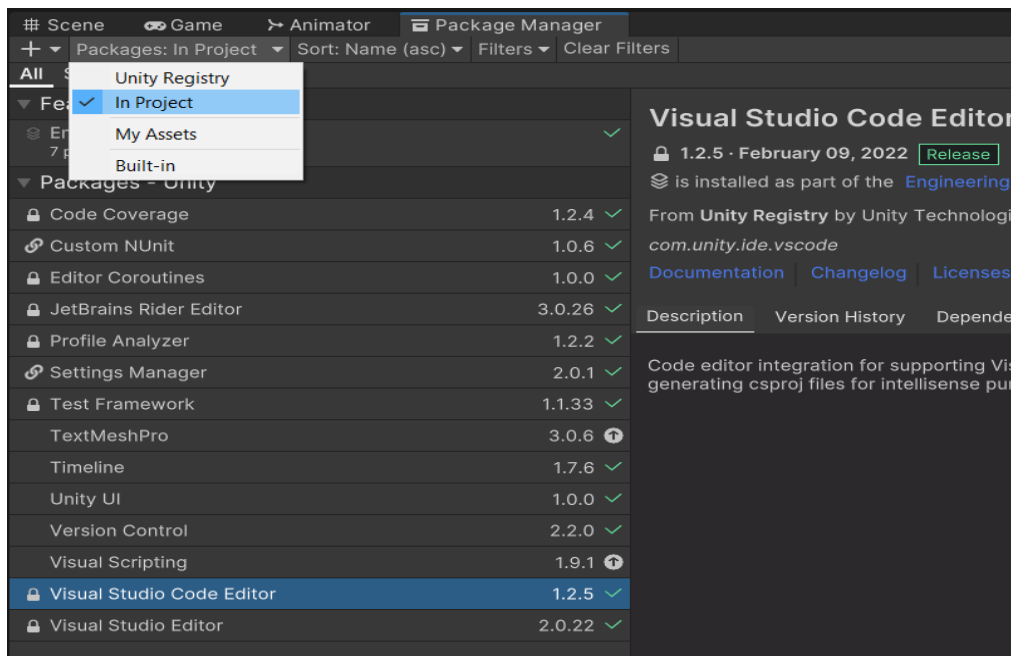 Scene Game Animator Package Manager
Packages: In Project Sort: Name (asc) Filters Clear Filters
All
Unity Registry
In Project
My Assets
Built-in
Packages - Unity
Code Coverage 1.2.4
Custom NUnit 1.0.6
Editor Coroutines 1.0.0
JetBrains Rider Editor 3.0.26
Profile Analyzer 1.2.2
Settings Manager 2.0.1
Test Framework 1.1.33
TextMeshPro 3.0.6
Timeline 1.7.6
Unity UI 1.0.0
Version Control 2.2.0
Visual Scripting 1.9.1
Visual Studio Code Editor 1.2.5
Visual Studio Editor 2.0.22
Visual Studio Code Editor
1.2.5 · February 09, 2022 Release
is installed as part of the Engineering
From Unity Registry by Unity Technologi
com.unity.ide.vscode
Documentation Changelog Licenses
Description Version History Depende
Code editor integration for supporting Vis
generating csproj files for intellisense pur